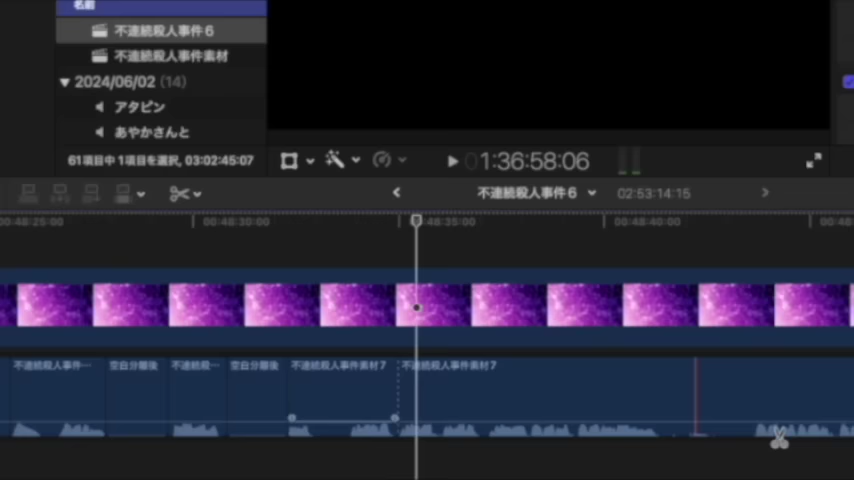 名前
不連続殺人事件6
不連続殺人事件素材
2024/06/02 (14)
アタピン
あやかさんと
61項目中1項目を選択, 03:02:45:07
01:36:58:06
不連続殺人事件6
02:53:14:15
00:48:25:00
00:48:30:00
00:48:35:00
00:48:40:00
不連続殺人事件…
空白分離後
不連続殺…
空白分離後
不連続殺人事件素材7
不連続殺人事件素材7